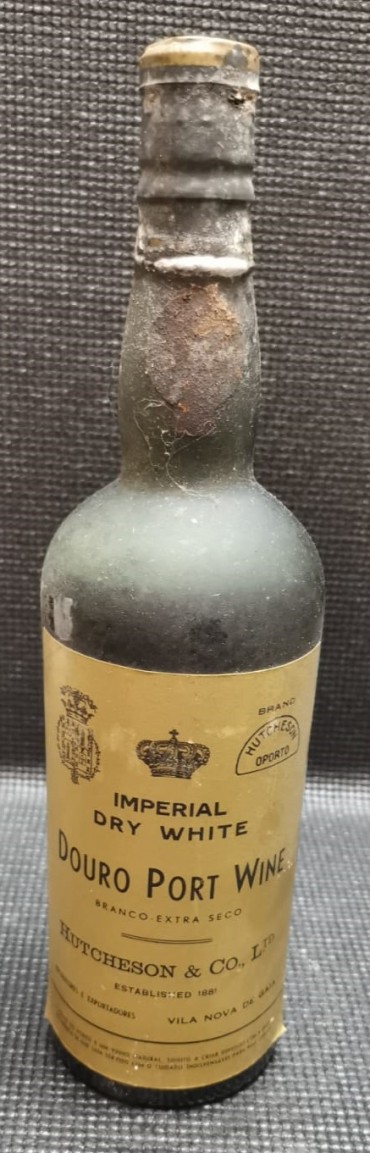 BRAND
HUTCHESON
OPORTO
IMPERIAL
DRY WHITE
DOURO PORT WINE
BRANCO-EXTRA SECO
HUTCHESON & CO., LTD.
ESTABLISHED 1881
E EXPORTADORES
VILA NOVA DE GAIA